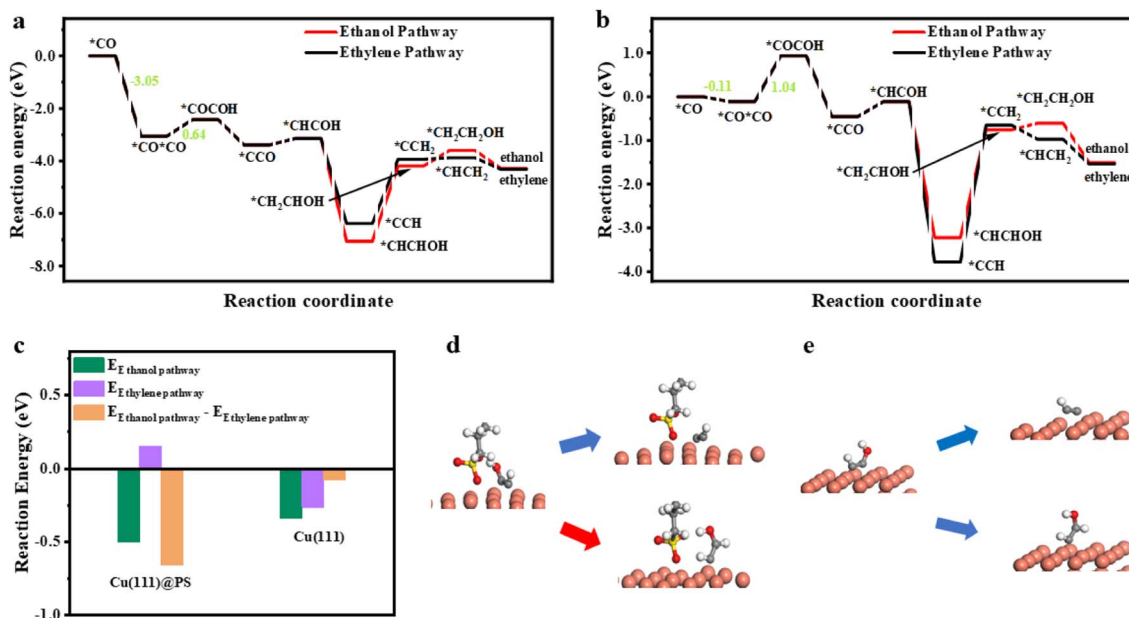 a
Ethanol Pathway
Ethylene Pathway
Reaction energy (eV)
0.0
-2.0
-4.0
-6.0
-8.0
*CO
-3.05
*CO*CO
0.64
*COCOH
*CCO
*CHCOH
*CH₂CHOH
*CCH
*CHCHOH
*CCH₂
*CH₂CH₂OH
*CHCH₂
ethanol
ethylene
Reaction coordinate
b
Ethanol Pathway
Ethylene Pathway
Reaction energy (eV)
1.0
0.0
-1.0
-2.0
-3.0
-4.0
*CO
-0.11
*CO*CO
1.04
*COCOH
*CCO
*CHCOH
*CH₂CHOH
*CHCHOH
*CCH
*CCH₂
*CH₂CH₂OH
*CHCH₂
ethanol
ethylene
Reaction coordinate
c
E Ethanol pathway
E Ethylene pathway
E Ethanol pathway - E Ethylene pathway
Reaction Energy (eV)
0.5
0.0
-0.5
-1.0
Cu(111)@PS
Cu(111)
d
e